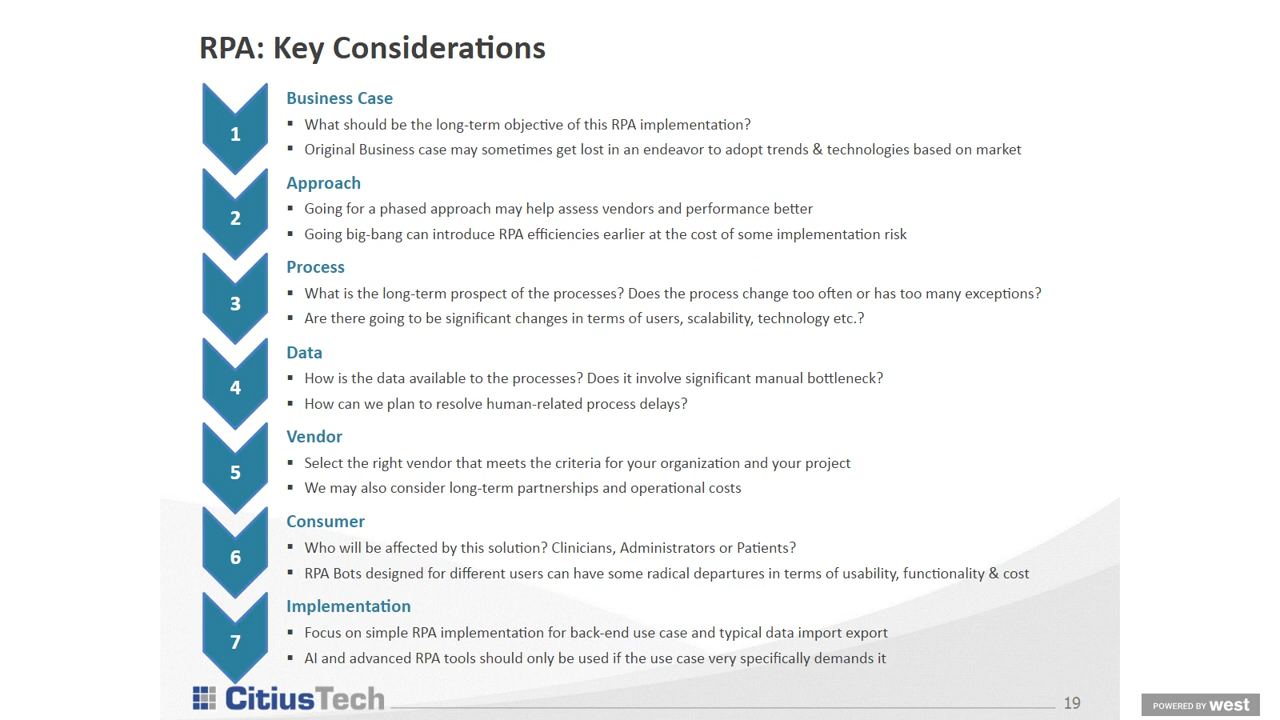 RPA: Key Considerations
1
Business Case
▪ What should be the long-term objective of this RPA implementation?
▪ Original Business case may sometimes get lost in an endeavor to adopt trends & technologies based on market
2
Approach
▪ Going for a phased approach may help assess vendors and performance better
▪ Going big-bang can introduce RPA efficiencies earlier at the cost of some implementation risk
3
Process
▪ What is the long-term prospect of the processes? Does the process change too often or has too many exceptions?
▪ Are there going to be significant changes in terms of users, scalability, technology etc.?
4
Data
▪ How is the data available to the processes? Does it involve significant manual bottleneck?
▪ How can we plan to resolve human-related process delays?
5
Vendor
▪ Select the right vendor that meets the criteria for your organization and your project
▪ We may also consider long-term partnerships and operational costs
6
Consumer
▪ Who will be affected by this solution? Clinicians, Administrators or Patients?
▪ RPA Bots designed for different users can have some radical departures in terms of usability, functionality & cost
7
Implementation
▪ Focus on simple RPA implementation for back-end use case and typical data import export
▪ AI and advanced RPA tools should only be used if the use case very specifically demands it
CitiusTech
19
POWERED BY west